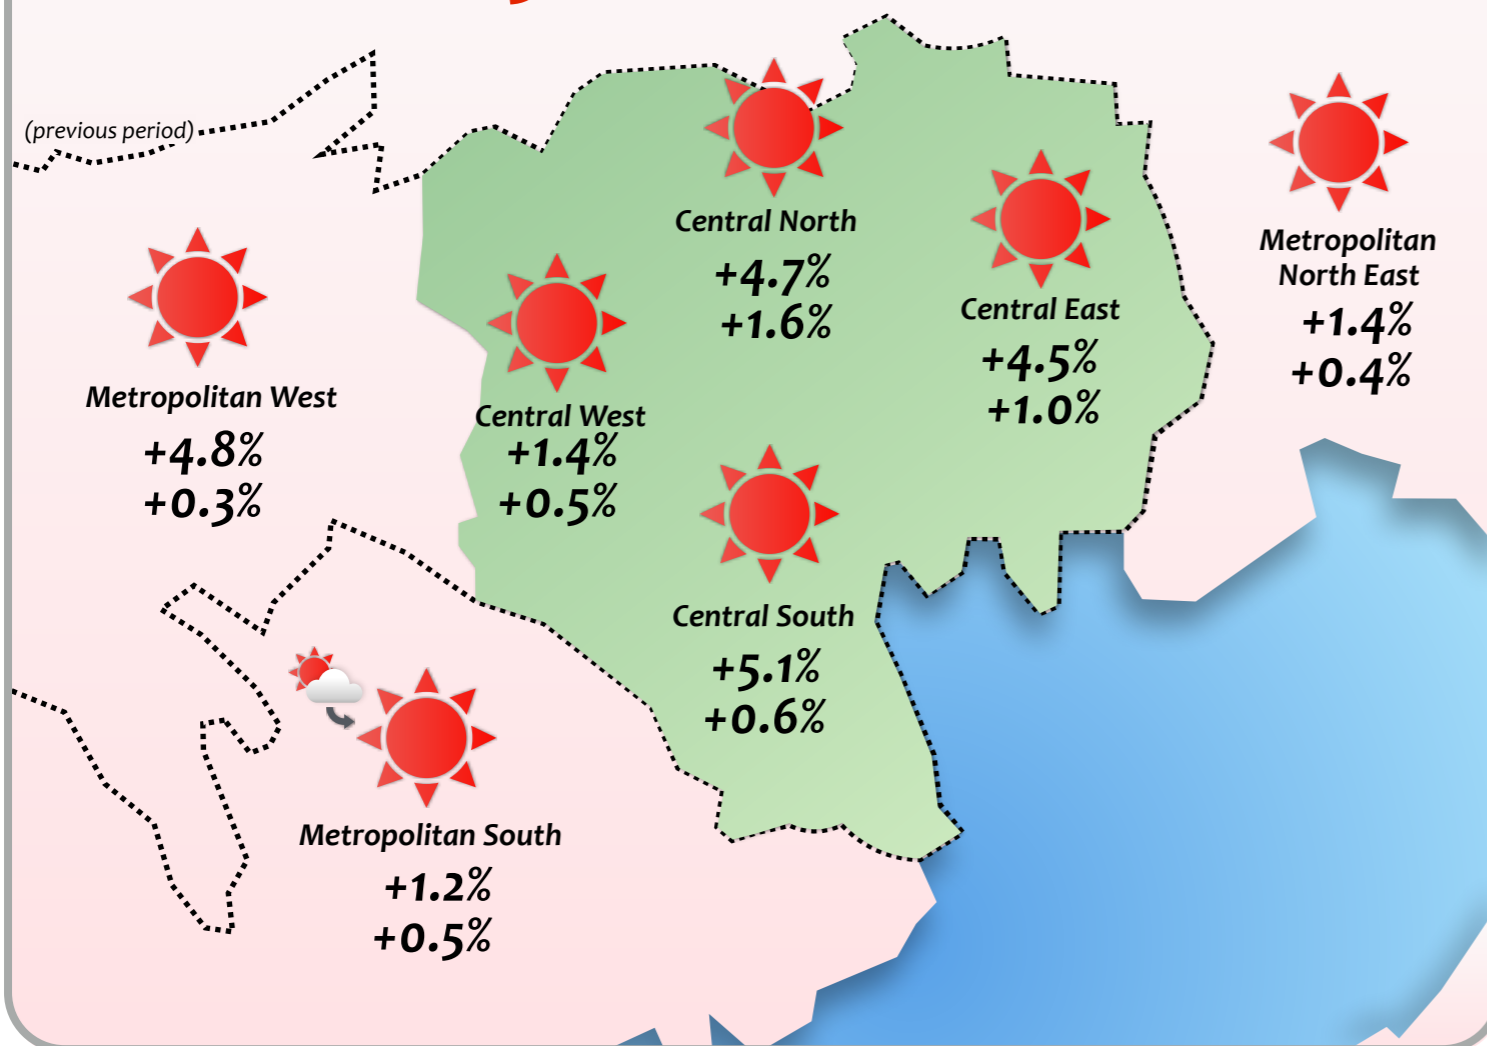 (previous period)
Central North
+4.7%
+1.6%
Metropolitan
North East
+1.4%
+0.4%
Central East
+4.5%
+1.0%
Metropolitan West
+4.8%
+0.3%
Central West
+1.4%
+0.5%
Central South
+5.1%
+0.6%
Metropolitan South
+1.2%
+0.5%